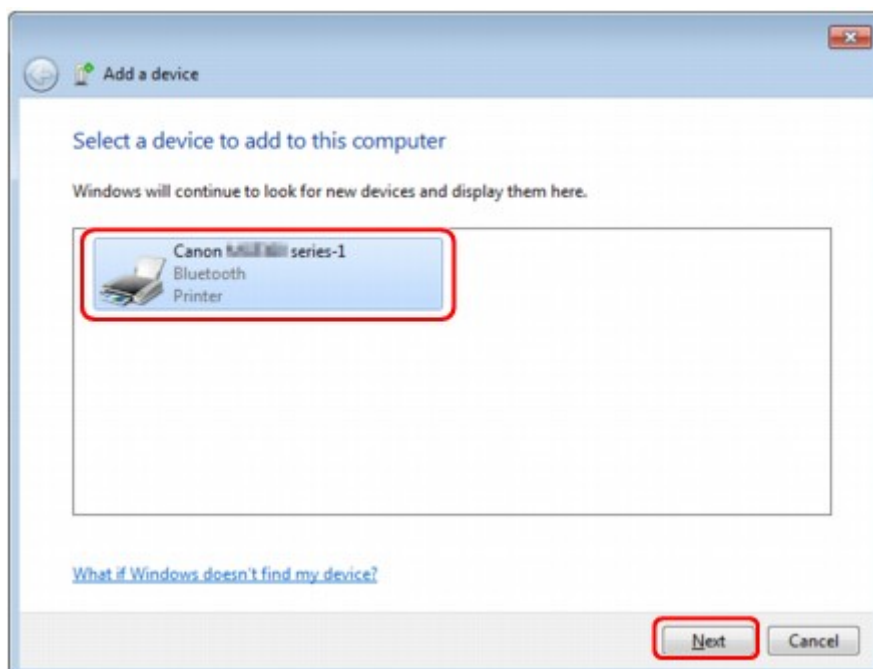 Add a device
Select a device to add to this computer
Windows will continue to look for new devices and display them here.
Canon series-1
Bluetooth
Printer
What if Windows doesn't find my device?
Next
Cancel